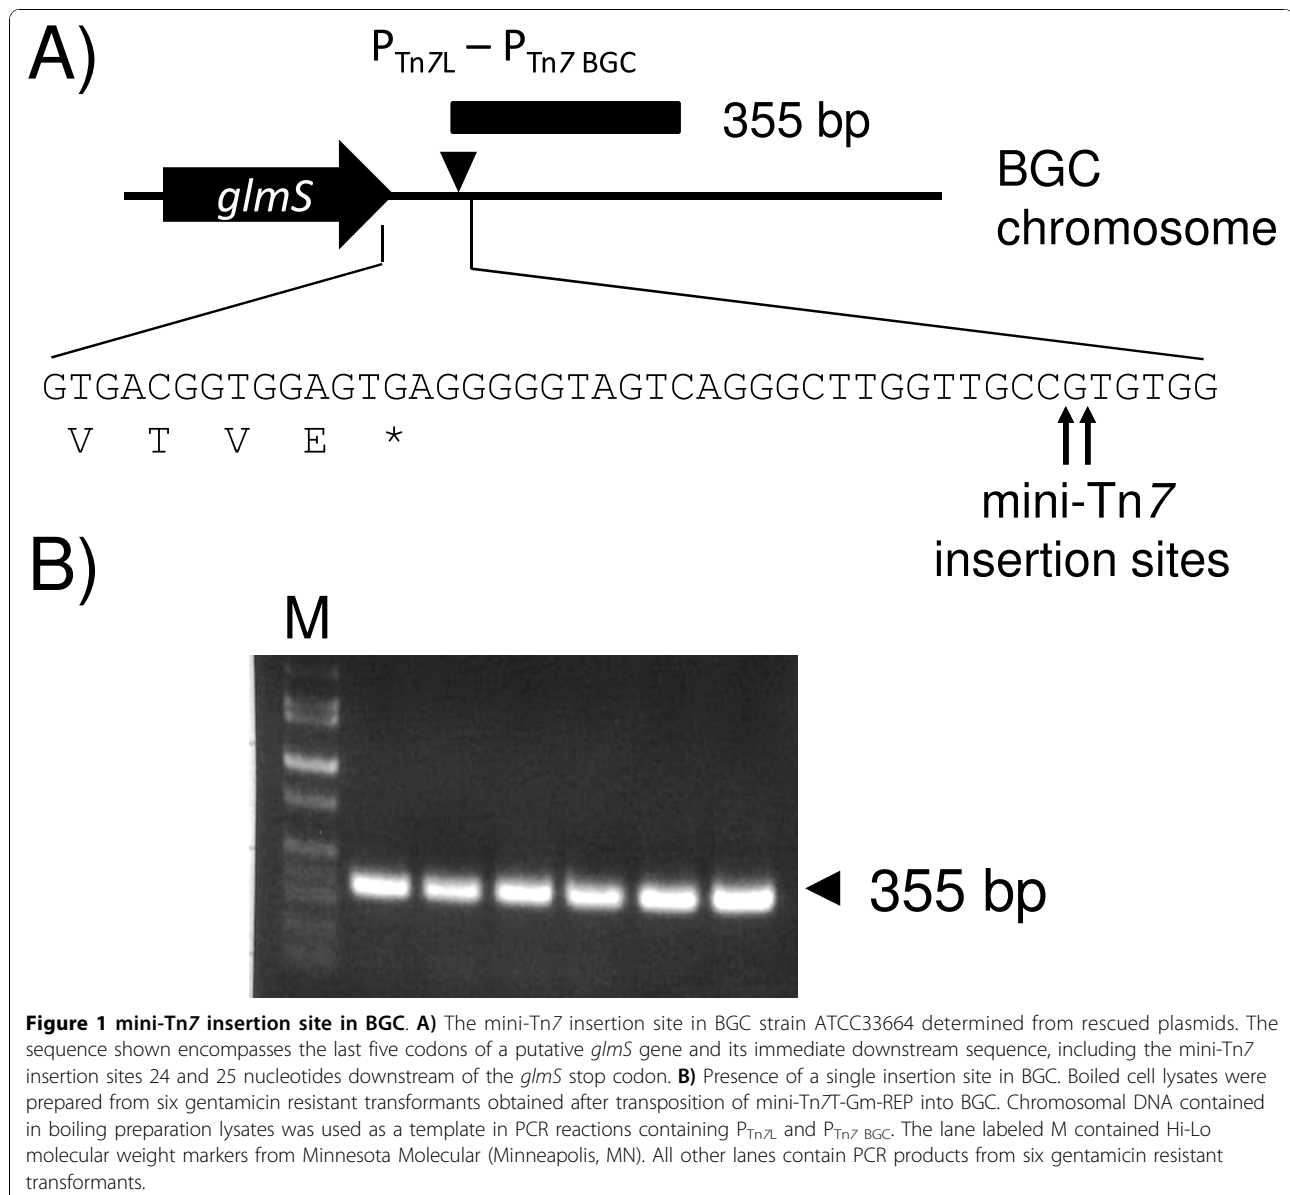 A)
PTn7L – PTn7 BGC
355 bp
glmS
BGC
chromosome
GTGACGGTGGAGTGAGGGGGTAGTCAGGGCTTGGTTGCCGTGTGG
V T V E *
mini-Tn7
insertion sites
B)
M
355 bp
Figure 1 mini-Tn7 insertion site in BGC. A) The mini-Tn7 insertion site in BGC strain ATCC33664 determined from rescued plasmids. The
sequence shown encompasses the last five codons of a putative glmS gene and its immediate downstream sequence, including the mini-Tn7
insertion sites 24 and 25 nucleotides downstream of the glmS stop codon. B) Presence of a single insertion site in BGC. Boiled cell lysates were
prepared from six gentamicin resistant transformants obtained after transposition of mini-Tn7T-Gm-REP into BGC. Chromosomal DNA contained
in boiling preparation lysates was used as a template in PCR reactions containing PTn7L and PTn7 BGC. The lane labeled M contained Hi-Lo
molecular weight markers from Minnesota Molecular (Minneapolis, MN). All other lanes contain PCR products from six gentamicin resistant
transformants.